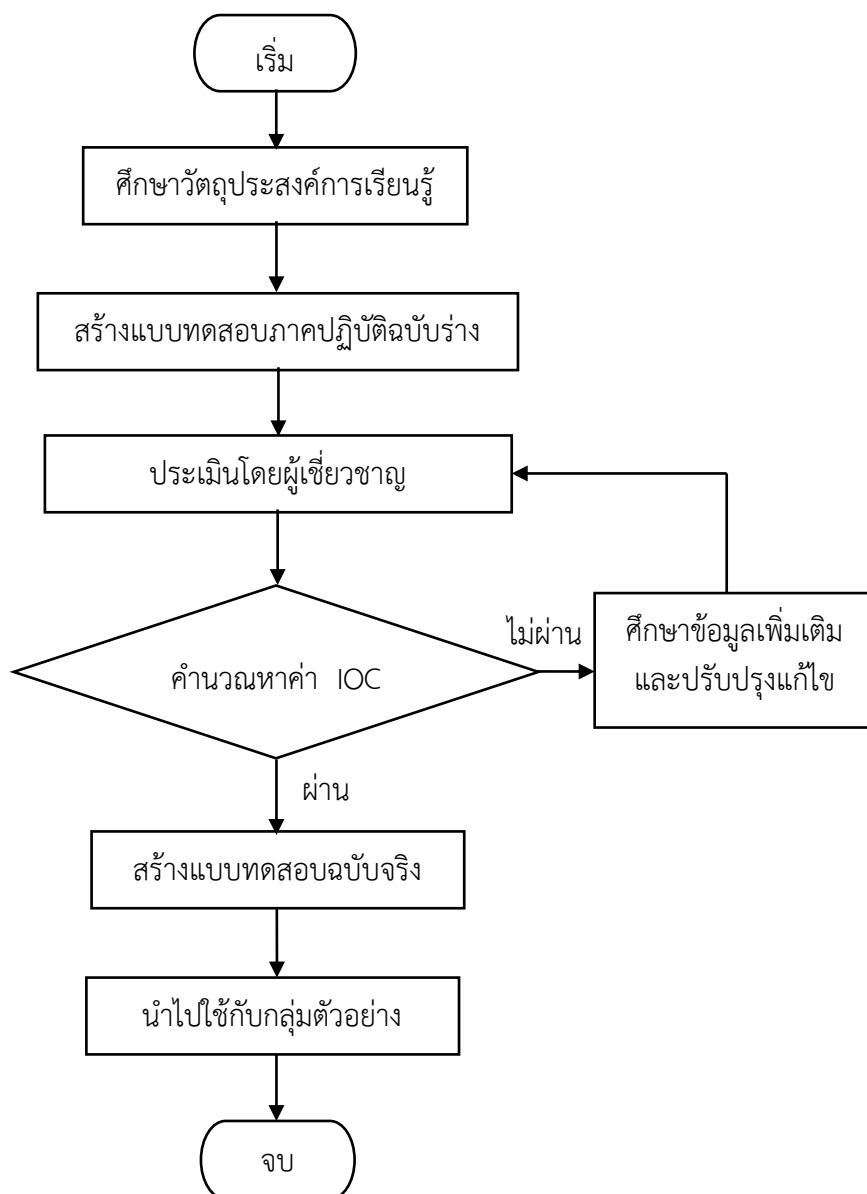 เริ่ม
ศึกษาวัตถุประสงค์การเรียนรู้
สร้างแบบทดสอบภาคปฏิบัติฉบับร่าง
ประเมินโดยผู้เชี่ยวชาญ
คำนวณหาค่า IOC
ไม่ผ่าน
ศึกษาข้อมูลเพิ่มเติม
และปรับปรุงแก้ไข
ผ่าน
สร้างแบบทดสอบฉบับจริง
นำไปใช้กับกลุ่มตัวอย่าง
จบ